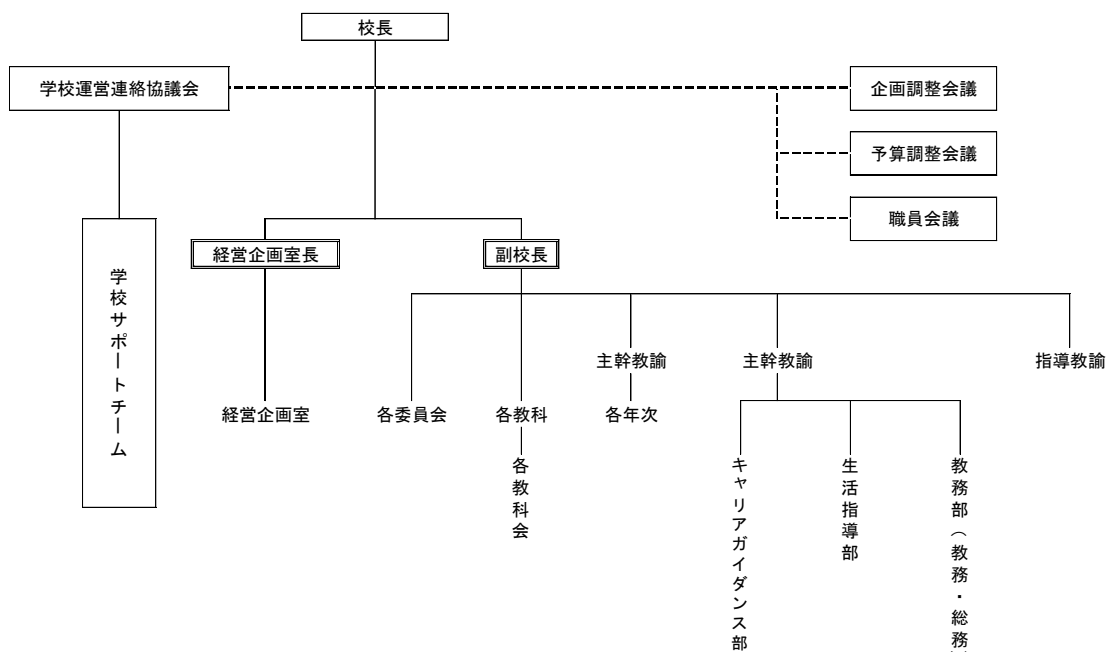 校長
学校運営連絡協議会
企画調整会議
予算調整会議
職員会議
経営企画室長
副校長
学校サポートチーム
主幹教諭
主幹教諭
指導教諭
経営企画室
各委員会
各教科
各年次
各教科会
キャリアガイダンス部
生活指導部
教務部（教務・総務